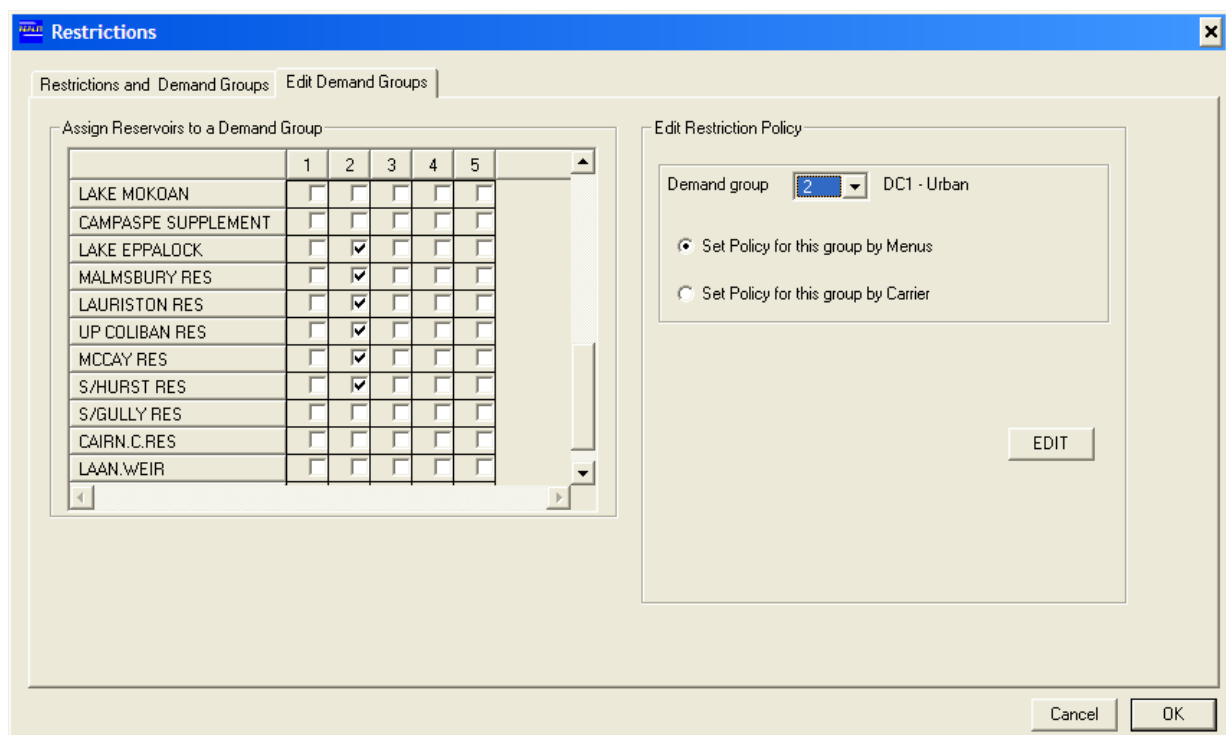 REALM Restrictions
Restrictions and Demand Groups Edit Demand Groups
Assign Reservoirs to a Demand Group
1 2 3 4 5
LAKE MOKOAN
CAMPASPE SUPPLEMENT
LAKE EPPALOCK
MALMSBURY RES
LAURISTON RES
UP COLIBAN RES
MCCAY RES
S/HURST RES
S/GULLY RES
CAIRN.C.RES
LAAN.WEIR
Edit Restriction Policy
Demand group 2 DC1 - Urban
Set Policy for this group by Menus
Set Policy for this group by Carrier
EDIT
Cancel OK